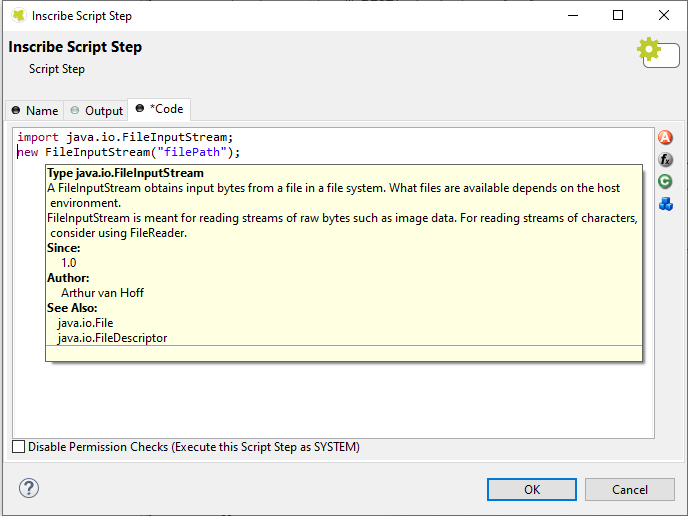 Inscribe Script Step
Inscribe Script Step
Script Step
Name Output *Code
import java.io.FileInputStream;
new FileInputStream("filePath");
Type java.io.FileInputStream
A FileInputStream obtains input bytes from a file in a file system. What files are available depends on the host
environment.
FileInputStream is meant for reading streams of raw bytes such as image data. For reading streams of characters,
consider using FileReader.
Since:
1.0
Author:
Arthur van Hoff
See Also:
java.io.File
java.io.FileDescriptor
A
fx
C
Disable Permission Checks (Execute this Script Step as SYSTEM)
?
OK Cancel